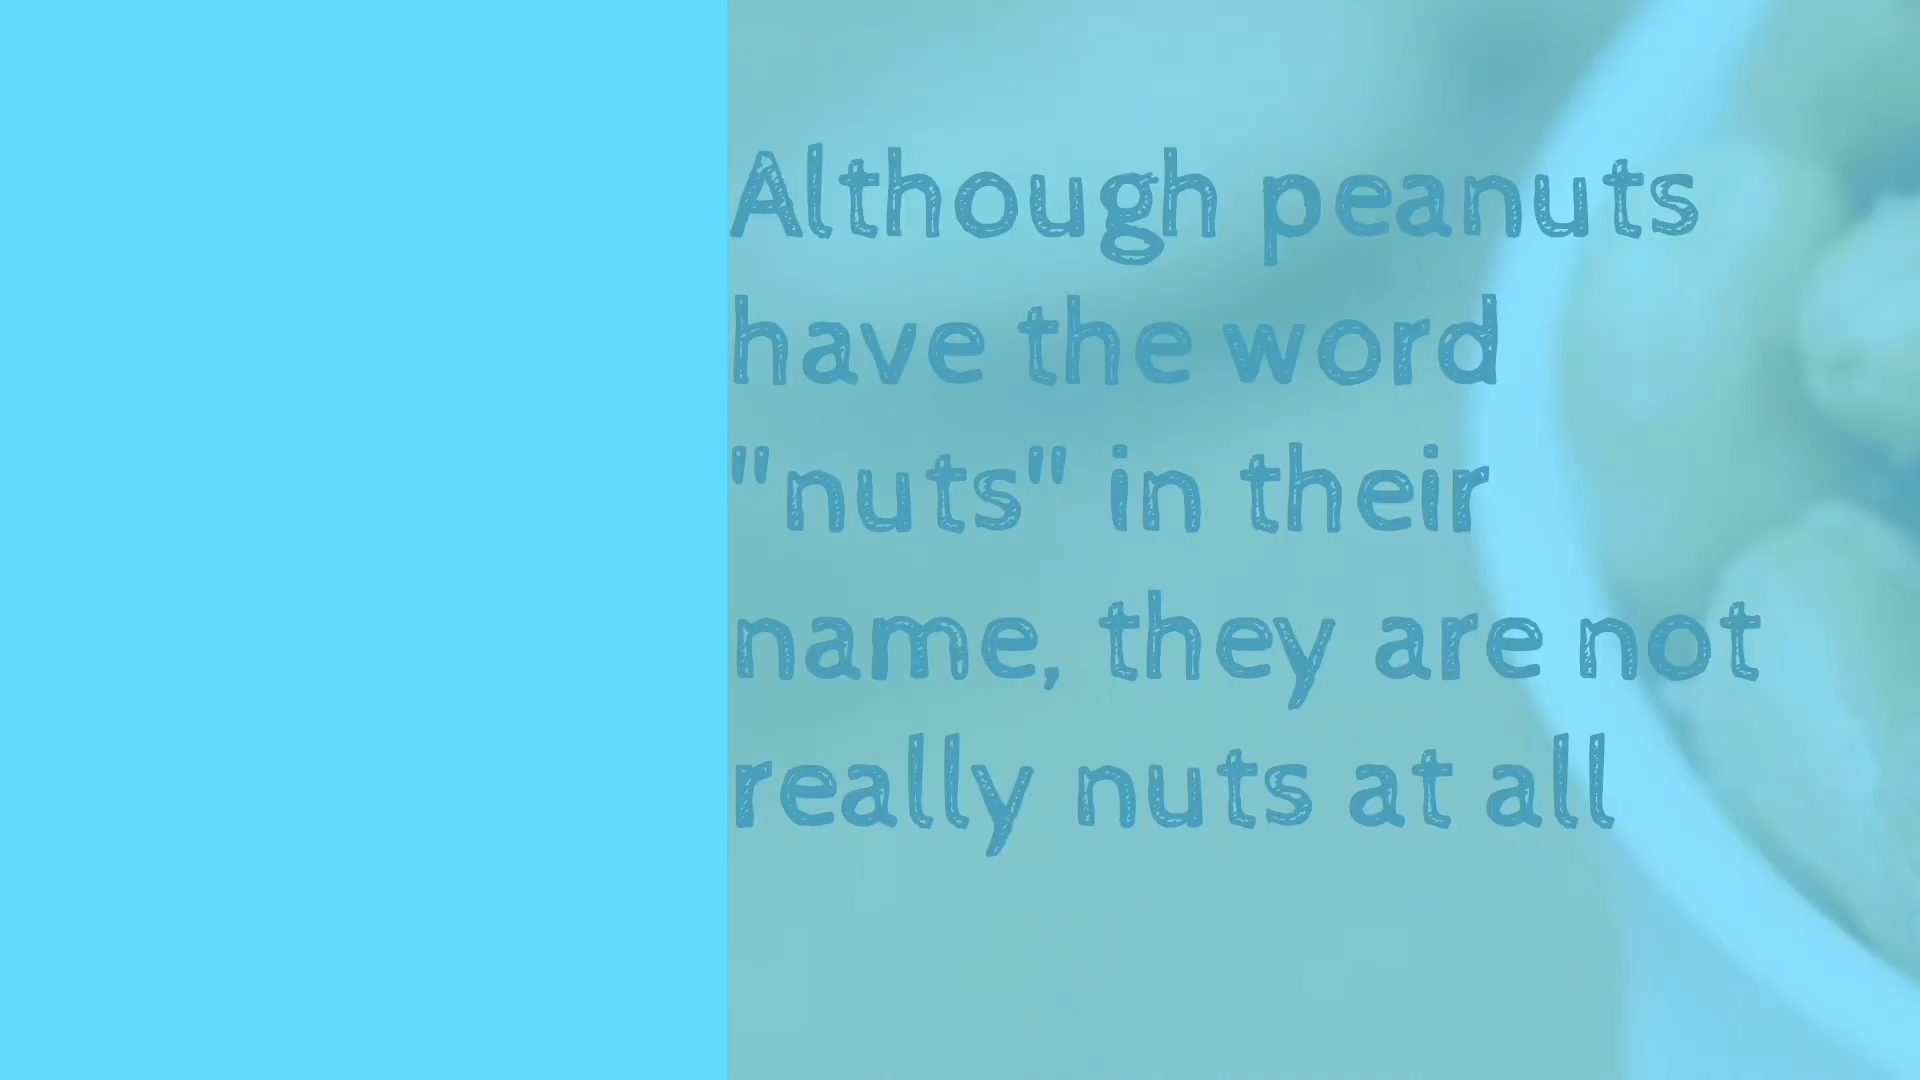 Although peanuts
have the word
"nuts" in their
name, they are not
really nuts at all